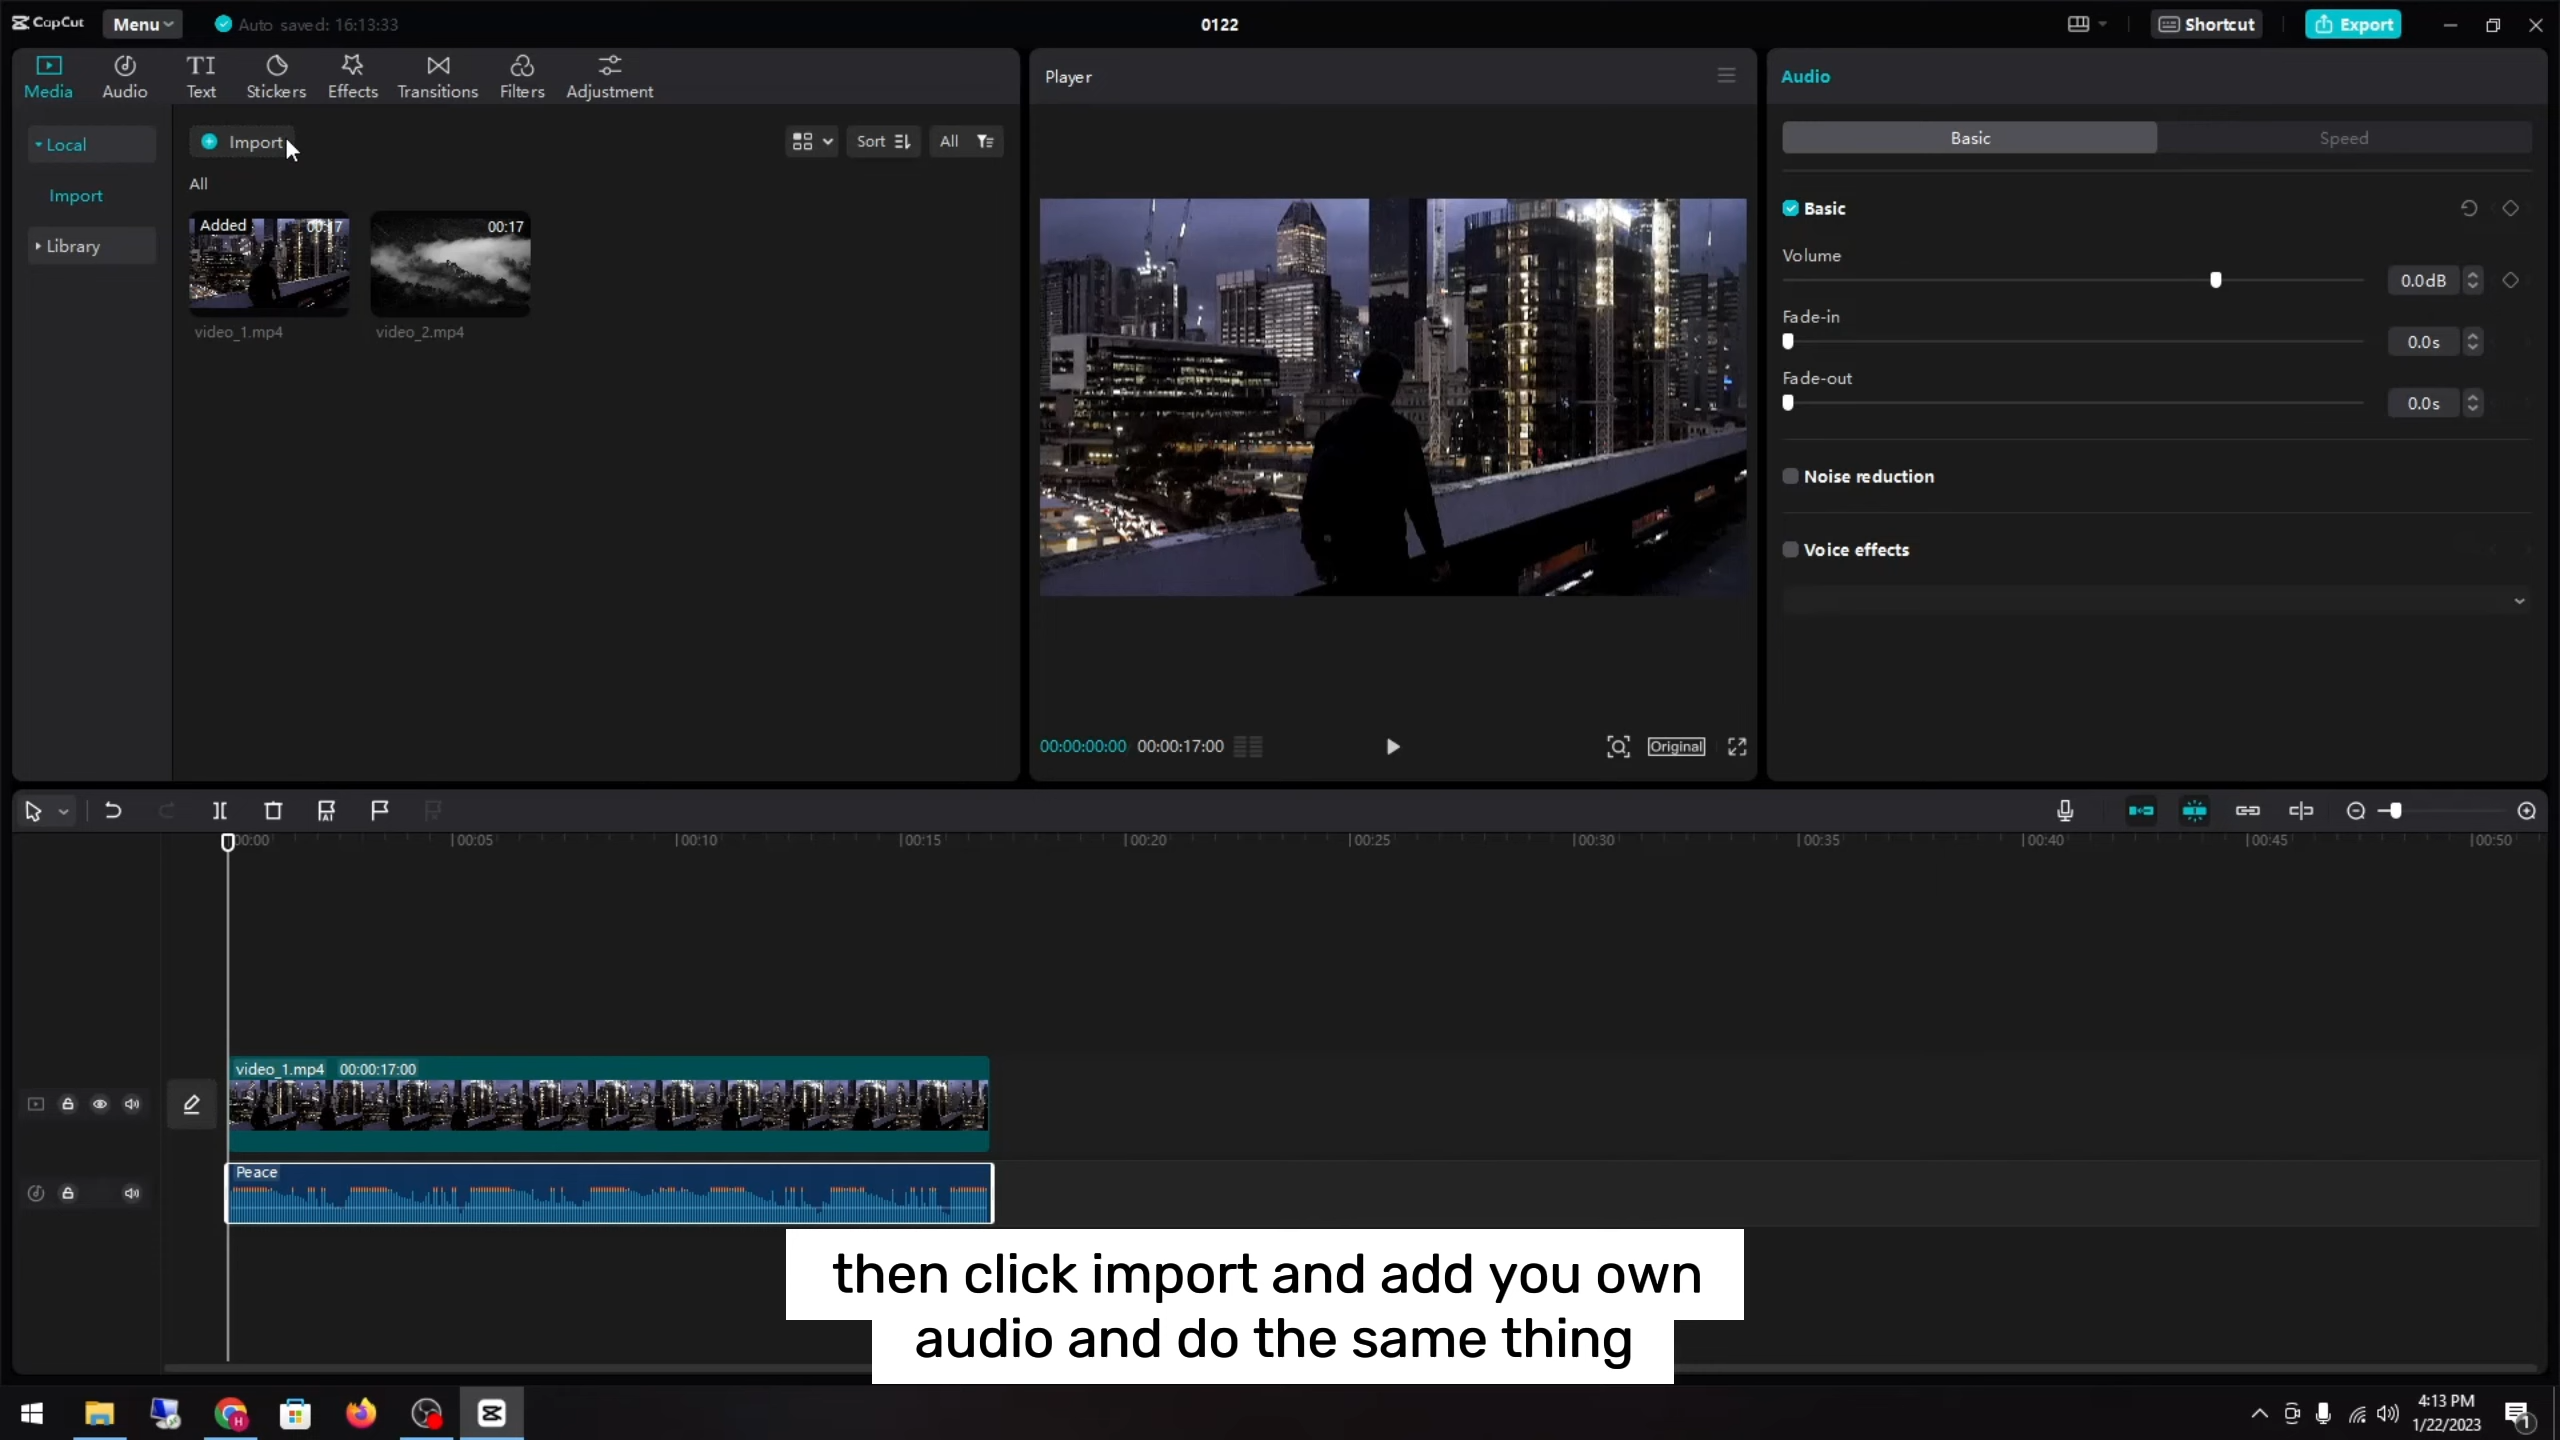 CapCut
Menu
Auto saved: 16:13:33
0122
Shortcut
Export
Media
Audio
Text
Stickers
Effects
Transitions
Filters
Adjustment
Local
Import
Library
Import
Sort
All
All
Added
00:17
00:17
video_1.mp4
video_2.mp4
Player
00:00:00:00
00:00:17:00
Original
Audio
Basic
Speed
Basic
Volume
0.0dB
Fade-in
0.0s
Fade-out
0.0s
Noise reduction
Voice effects
00:00
00:05
00:10
00:15
00:20
00:25
00:30
00:35
00:40
00:45
00:50
video_1.mp4 00:00:17:00
Peace
then click import and add you own
audio and do the same thing
4:13 PM
1/22/2023
1